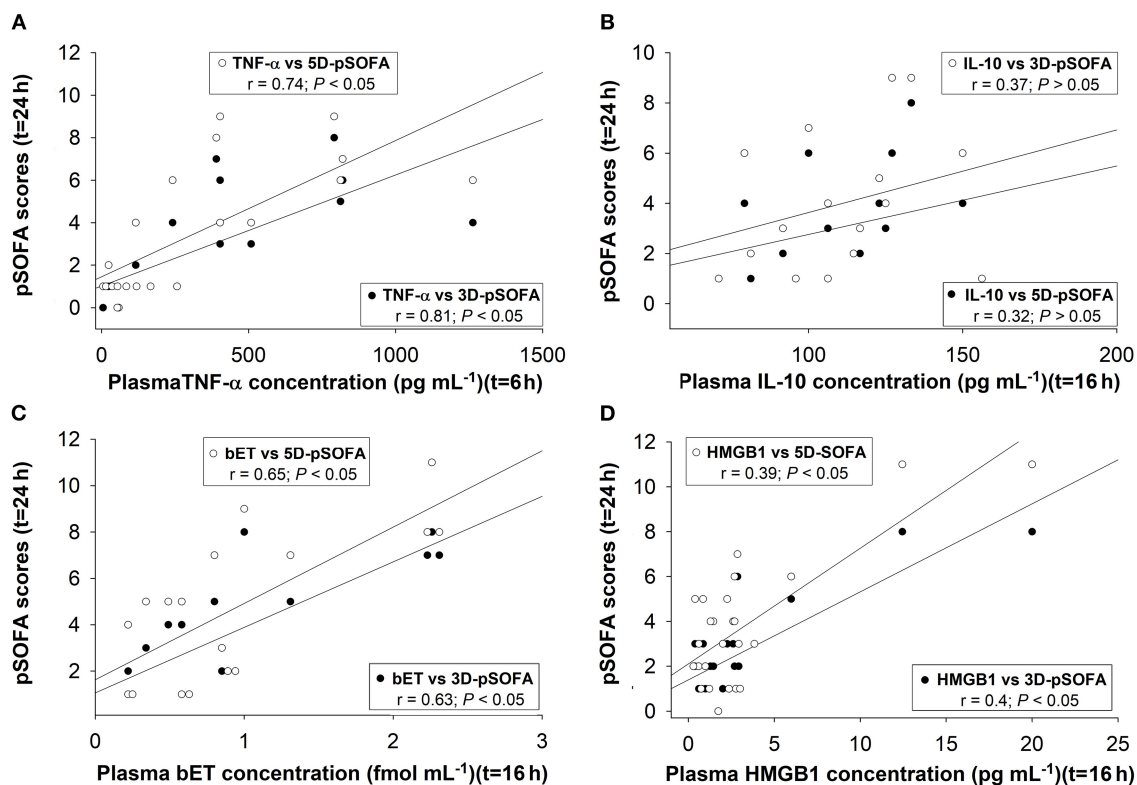 A
TNF-α vs 5D-pSOFA
r = 0.74; P < 0.05
TNF-α vs 3D-pSOFA
r = 0.81; P < 0.05
pSOFA scores (t=24 h)
12
10
8
6
4
2
0
0 500 1000 1500
PlasmaTNF-α concentration (pg mL⁻¹)(t=6 h)
B
IL-10 vs 3D-pSOFA
r = 0.37; P > 0.05
IL-10 vs 5D-pSOFA
r = 0.32; P > 0.05
pSOFA scores (t=24 h)
10
8
6
4
2
0
100 150 200
Plasma IL-10 concentration (pg mL⁻¹)(t=16 h)
C
bET vs 5D-pSOFA
r = 0.65; P < 0.05
bET vs 3D-pSOFA
r = 0.63; P < 0.05
pSOFA scores (t=24 h)
12
10
8
6
4
2
0
0 1 2 3
Plasma bET concentration (fmol mL⁻¹)(t=16 h)
D
HMGB1 vs 5D-SOFA
r = 0.39; P < 0.05
HMGB1 vs 3D-pSOFA
r = 0.4; P < 0.05
pSOFA scores (t=24 h)
12
10
8
6
4
2
0
0 5 10 15 20 25
Plasma HMGB1 concentration (pg mL⁻¹)(t=16 h)